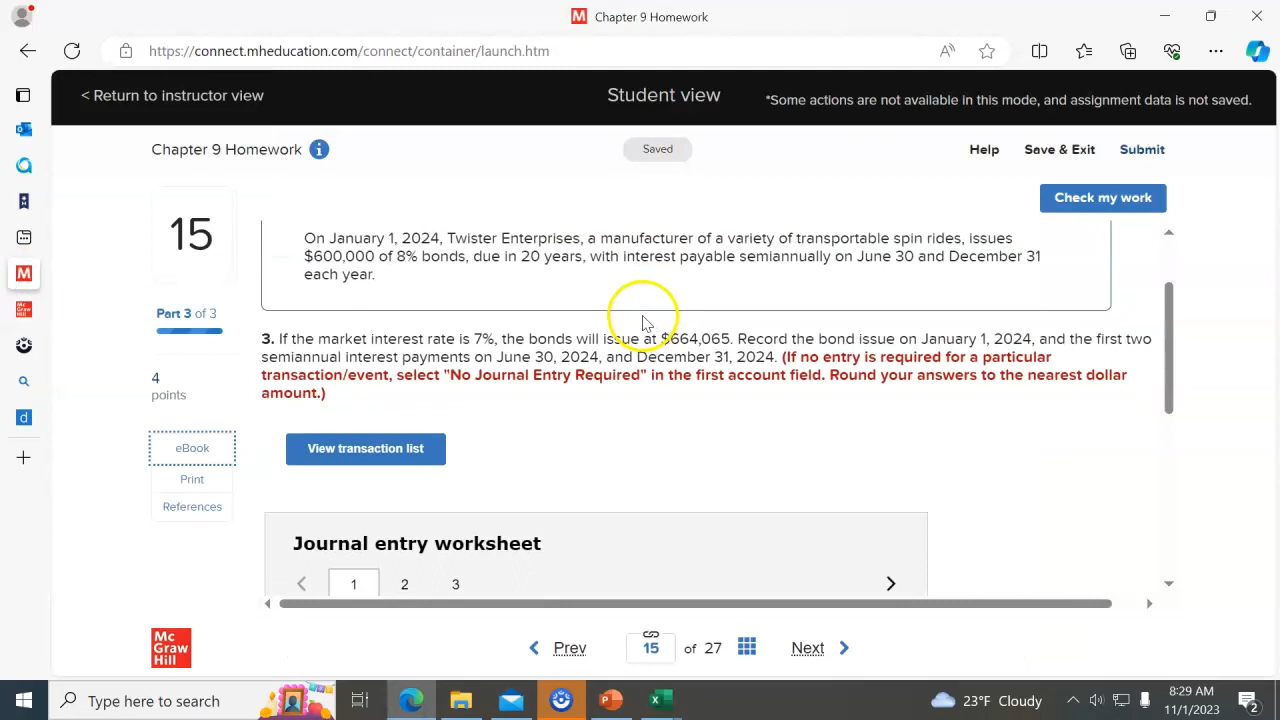 Chapter 9 Homework
https://connect.mheducation.com/connect/container/launch.htm
< Return to instructor view
Student view
*Some actions are not available in this mode, and assignment data is not saved.
Chapter 9 Homework
Saved
Help
Save & Exit
Submit
Check my work
15
On January 1, 2024, Twister Enterprises, a manufacturer of a variety of transportable spin rides, issues
$600,000 of 8% bonds, due in 20 years, with interest payable semiannually on June 30 and December 31
each year.
Part 3 of 3
3. If the market interest rate is 7%, the bonds will issue at $664,065. Record the bond issue on January 1, 2024, and the first two
semiannual interest payments on June 30, 2024, and December 31, 2024. (If no entry is required for a particular
transaction/event, select "No Journal Entry Required" in the first account field. Round your answers to the nearest dollar
amount.)
4
points
eBook
Print
References
View transaction list
Journal entry worksheet
1 2 3
Mc
Graw
Hill
Prev
15 of 27
Next
Type here to search
23°F Cloudy
8:29 AM
11/1/2023
2